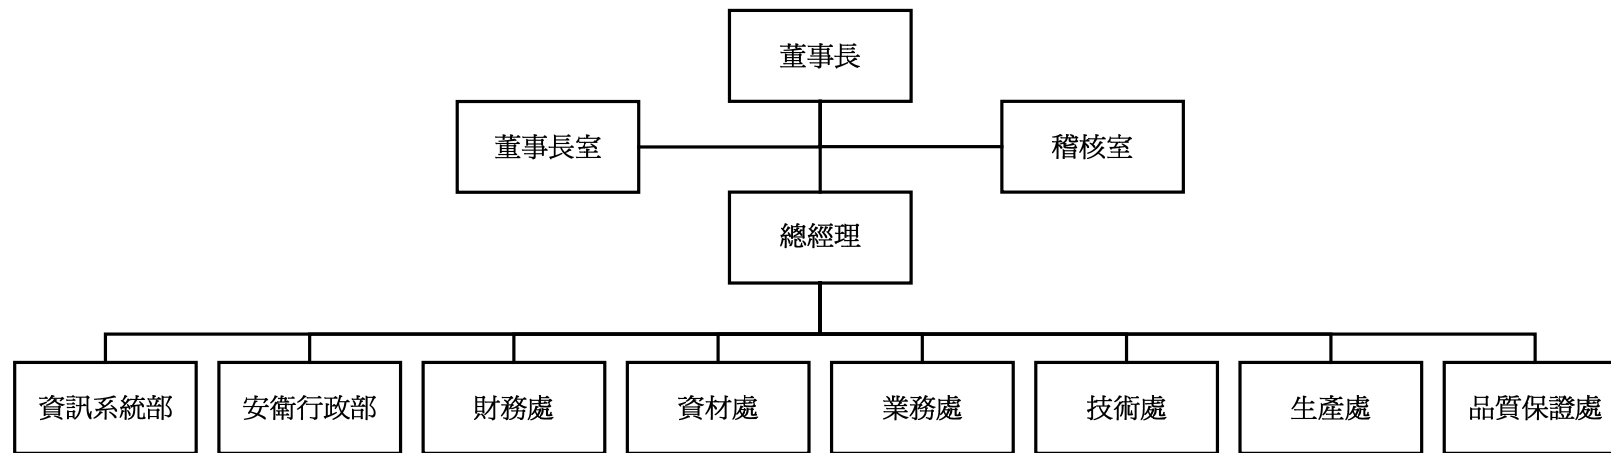 董事長
董事長室
稽核室
總經理
資訊系統部
安衛行政部
財務處
資材處
業務處
技術處
生產處
品質保證處